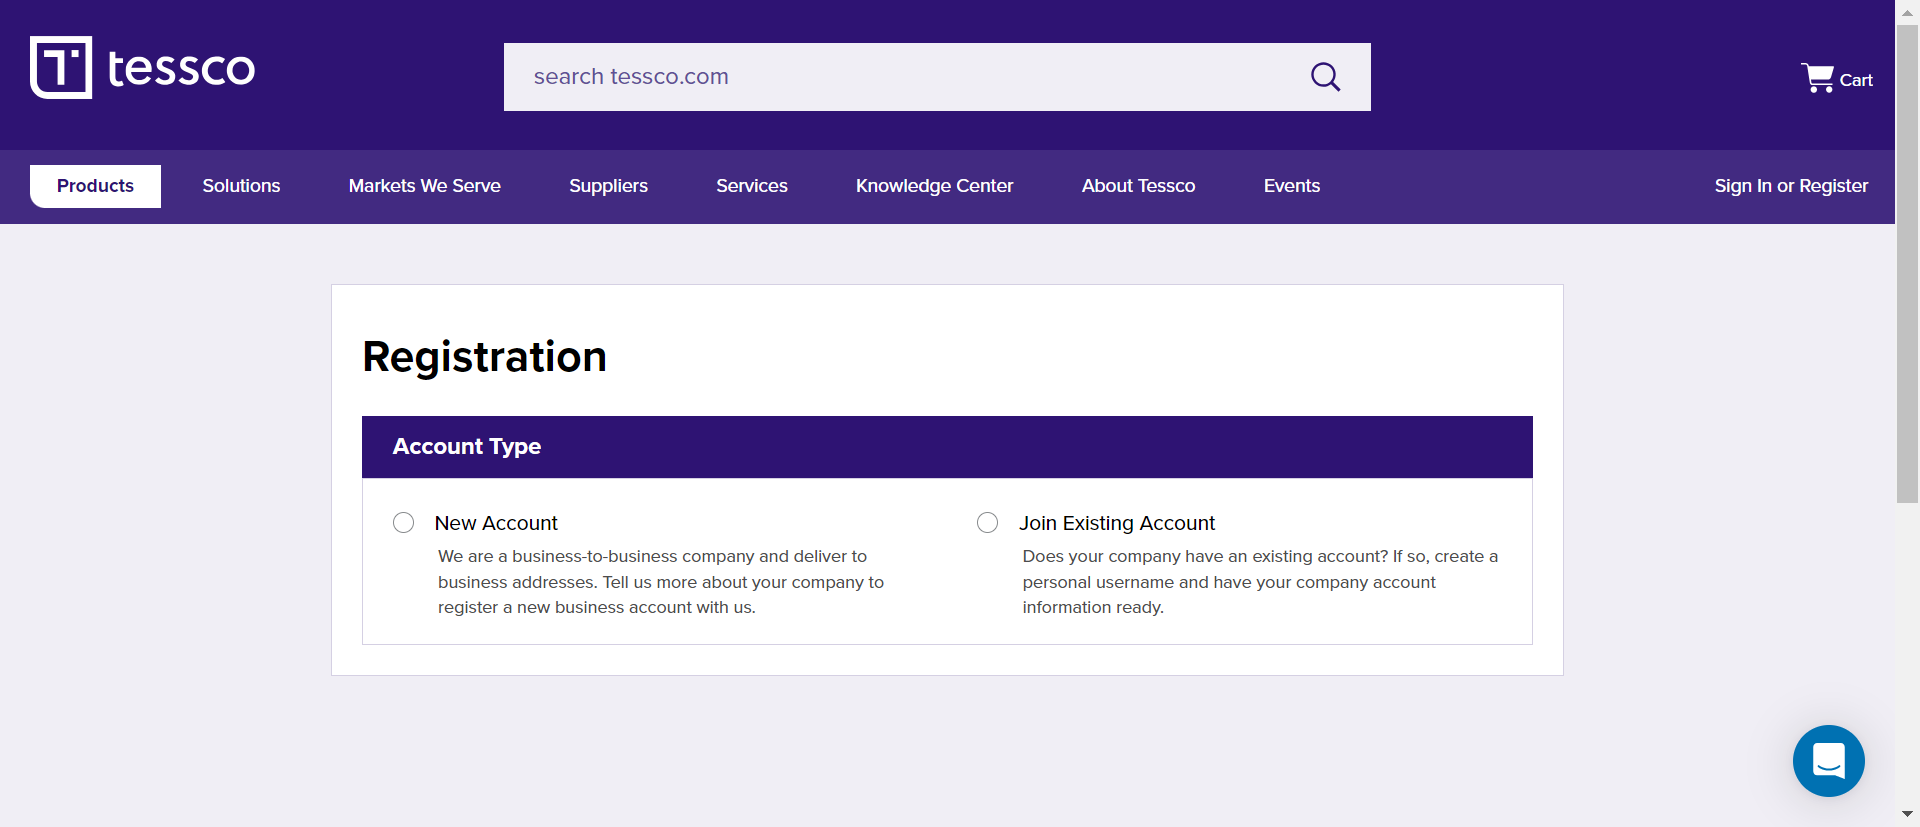 tessco
search tessco.com
Cart
Products
Solutions
Markets We Serve
Suppliers
Services
Knowledge Center
About Tessco
Events
Sign In or Register
Registration
Account Type
New Account
We are a business-to-business company and deliver to
business addresses. Tell us more about your company to
register a new business account with us.
Join Existing Account
Does your company have an existing account? If so, create a
personal username and have your company account
information ready.